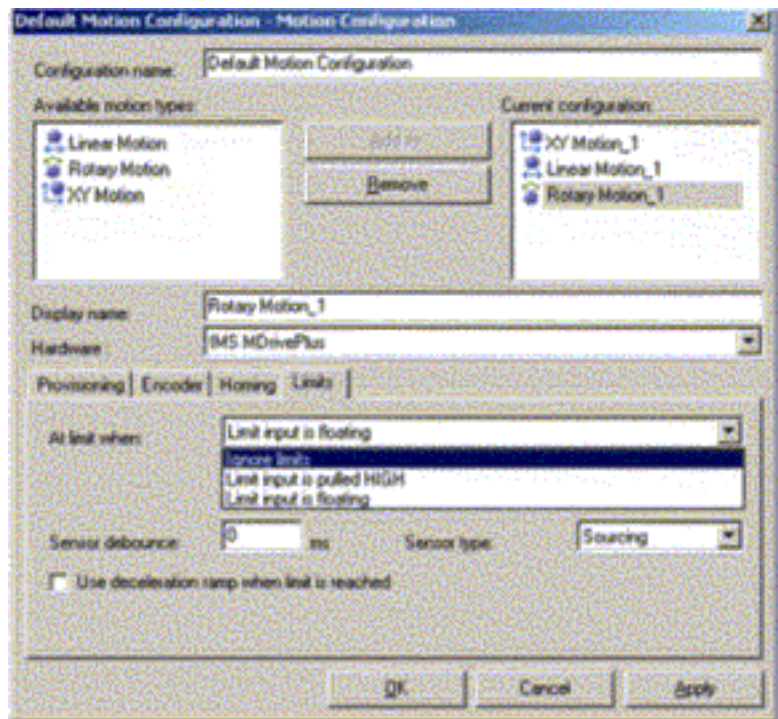 Default Motion Configuration - Motion Configuration
Configuration name: Default Motion Configuration
Available motion types:
Linear Motion
Rotary Motion
XY Motion
Add >>
Remove
Current configuration:
XY Motion_1
Linear Motion_1
Rotary Motion_1
Display name: Rotary Motion_1
Hardware IMS MDrivePlus
Provisioning Encoder Homing Limits
At limit when: Limit input is floating
Ignore limits
Limit input is pulled HIGH
Limit input is floating
Sensor debounce: 0 ms Sensor type: Sourcing
Use deceleration ramp when limit is reached
OK Cancel Apply